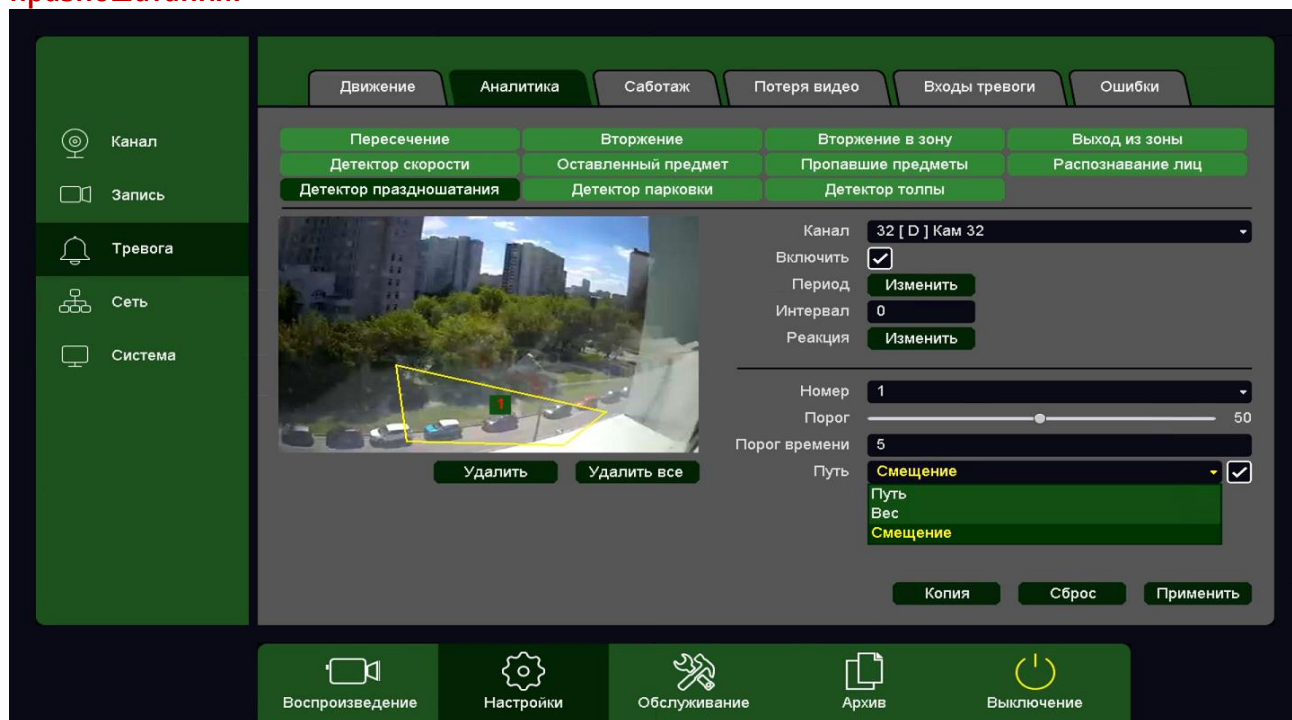 Движение Аналитика Саботаж Потеря видео Входы тревоги Ошибки
Канал
Запись
Тревога
Сеть
Система
Пересечение Вторжение Вторжение в зону Выход из зоны
Детектор скорости Оставленный предмет Пропавшие предметы Распознавание лиц
Детектор праздношатания Детектор парковки Детектор толпы
1
Удалить Удалить все
Канал 32 [ D ] Кам 32
Включить
Период Изменить
Интервал 0
Реакция Изменить
Номер 1
Порог 50
Порог времени 5
Путь Смещение
Путь
Вес
Смещение
Копия Сброс Применить
Воспроизведение Настройки Обслуживание Архив Выключение